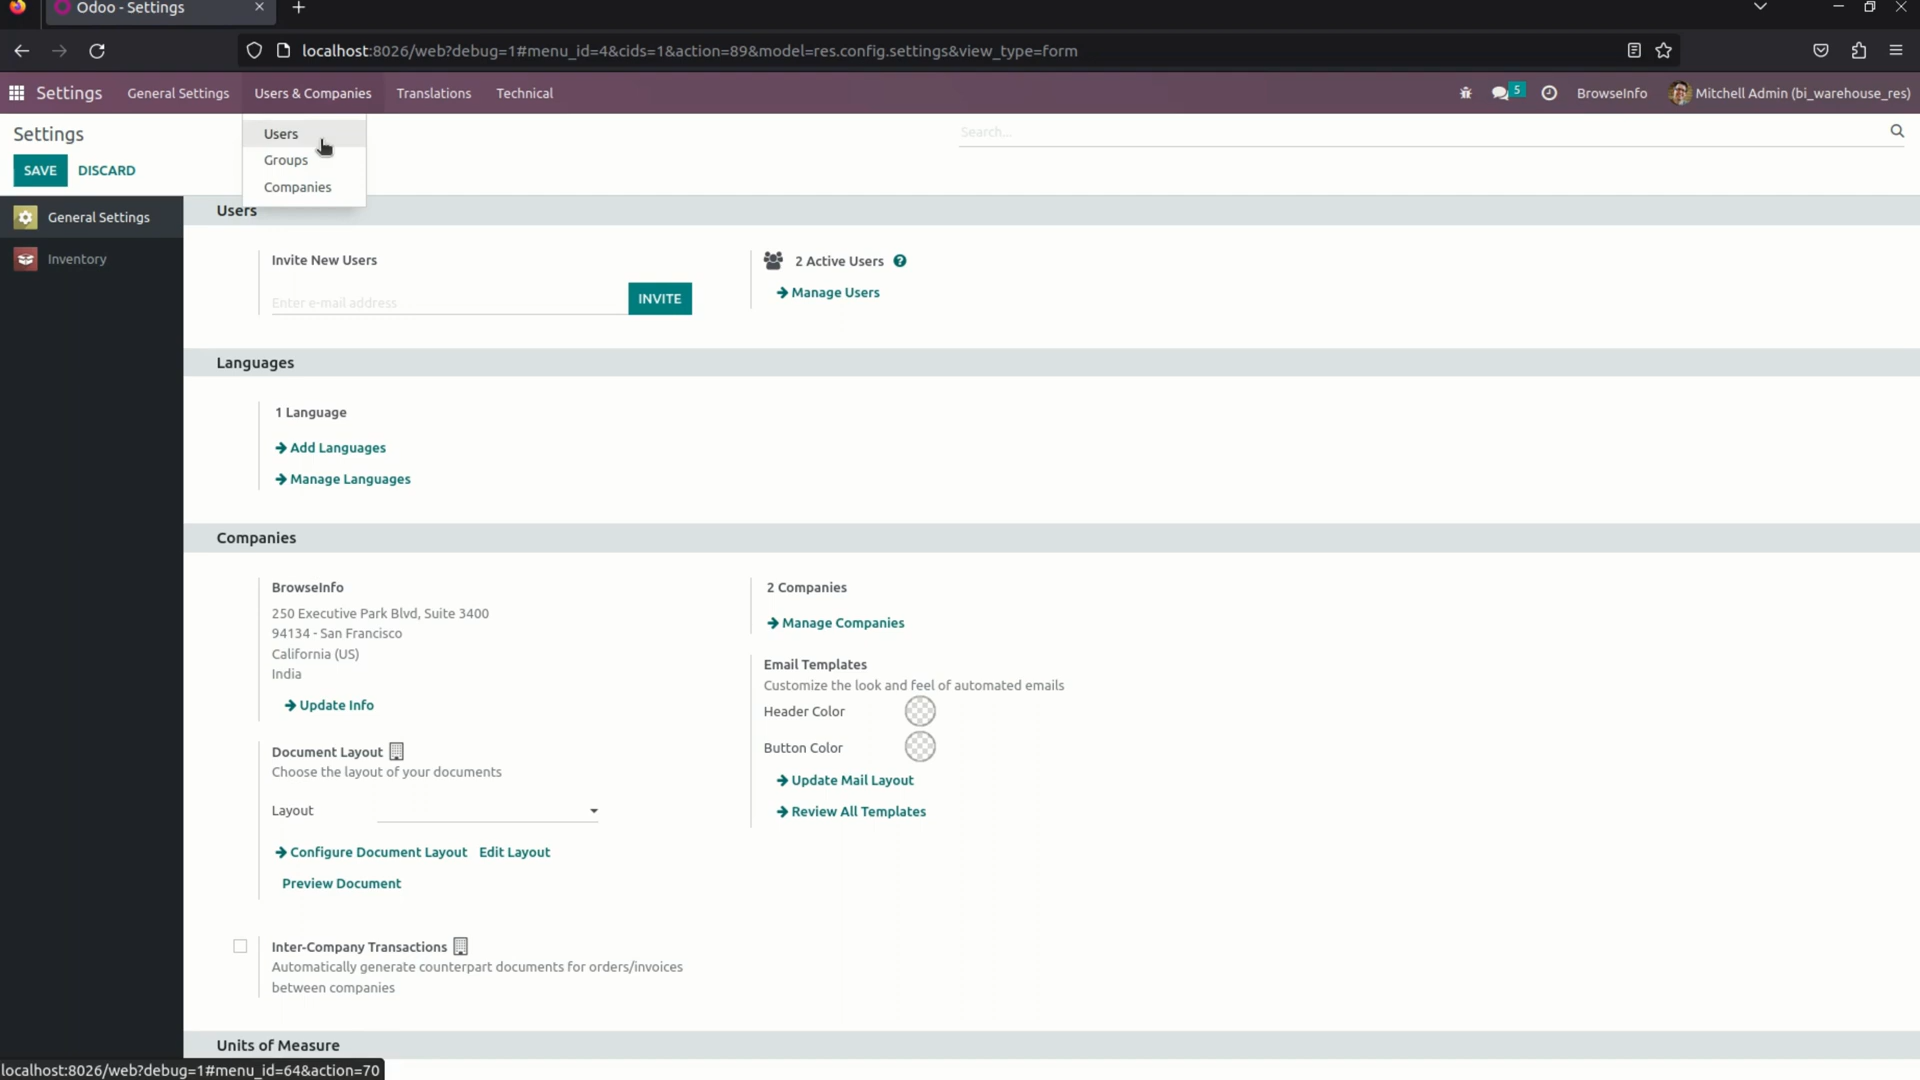 Odoo - Settings
localhost:8026/web?debug=1#menu_id=4&cids=1&action=89&model=res.config.settings&view_type=form
Settings General Settings Users & Companies Translations Technical 5 BrowseInfo Mitchell Admin (bi_warehouse_res)
Settings
Search...
SAVE DISCARD
Users
Groups
Companies
General Settings
Inventory
Users
Invite New Users
Enter e-mail address
INVITE
2 Active Users ?
Manage Users
Languages
1 Language
Add Languages
Manage Languages
Companies
BrowseInfo
250 Executive Park Blvd, Suite 3400
94134 - San Francisco
California (US)
India
Update Info
2 Companies
Manage Companies
Email Templates
Customize the look and feel of automated emails
Header Color
Button Color
Update Mail Layout
Review All Templates
Document Layout
Choose the layout of your documents
Layout
Configure Document Layout Edit Layout
Preview Document
Inter-Company Transactions
Automatically generate counterpart documents for orders/invoices
between companies
Units of Measure
localhost:8026/web?debug=1#menu_id=64&action=70